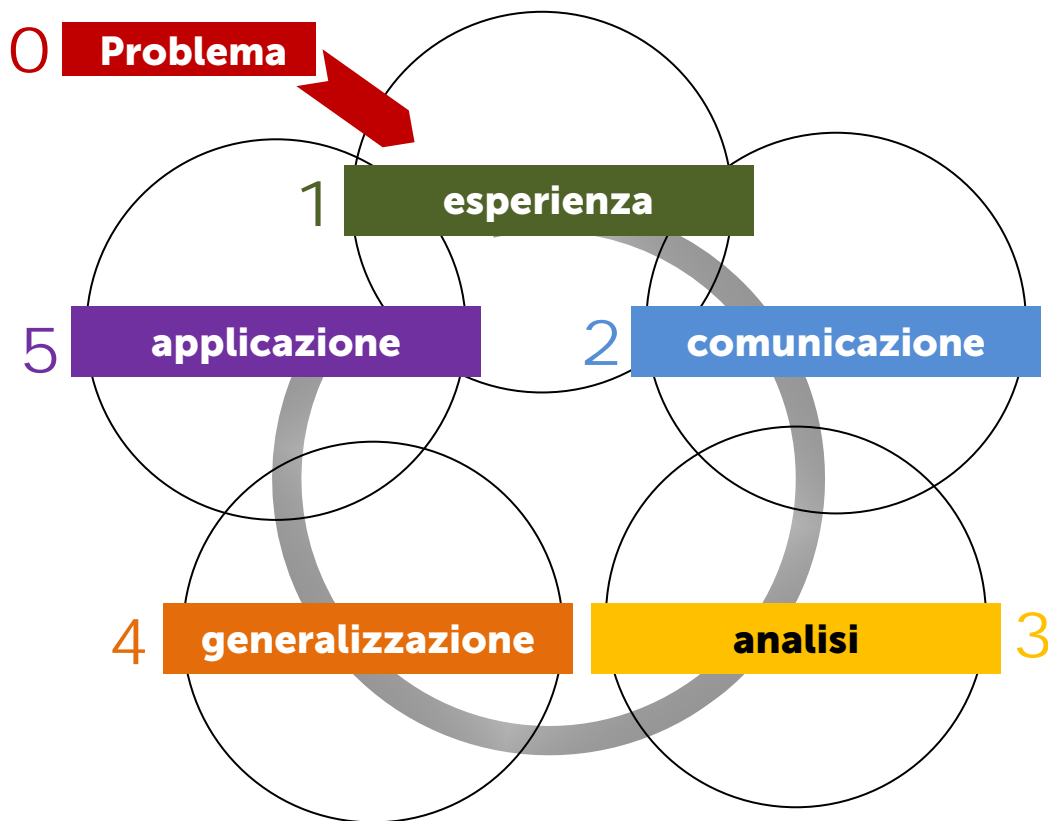 0 Problema
1 esperienza
2 comunicazione
3 analisi
4 generalizzazione
5 applicazione